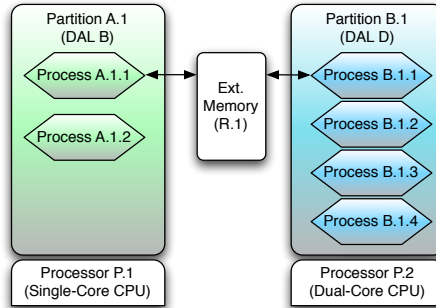 Partition A.1
(DAL B)
Process A.1.1
Process A.1.2
Processor P.1
(Single-Core CPU)
Ext.
Memory
(R.1)
Partition B.1
(DAL D)
Process B.1.1
Process B.1.2
Process B.1.3
Process B.1.4
Processor P.2
(Dual-Core CPU)